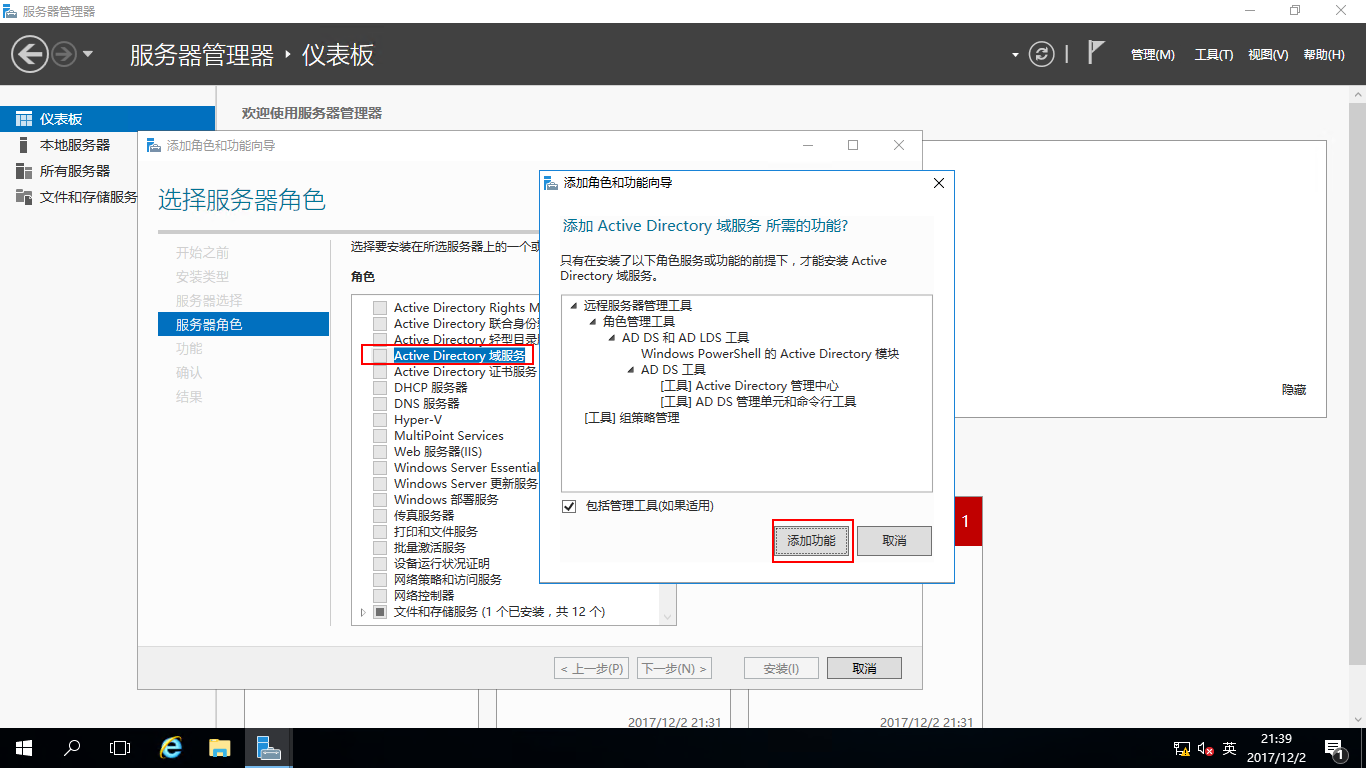 服务器管理器
服务器管理器 · 仪表板
管理(M) 工具(T) 视图(V) 帮助(H)
仪表板
本地服务器
所有服务器
文件和存储服务
欢迎使用服务器管理器
添加角色和功能向导
选择服务器角色
开始之前
安装类型
服务器选择
服务器角色
功能
确认
结果
选择要安装在所选服务器上的一个或
角色
Active Directory Rights M
Active Directory 联合身份
Active Directory 轻型目录
Active Directory 域服务
Active Directory 证书服务
DHCP 服务器
DNS 服务器
Hyper-V
MultiPoint Services
Web 服务器(IIS)
Windows Server Essential
Windows Server 更新服务
Windows 部署服务
传真服务器
打印和文件服务
批量激活服务
设备运行状况证明
网络策略和访问服务
网络控制器
文件和存储服务 (1 个已安装，共 12 个)
< 上一步(P) 下一步(N) > 安装(I) 取消
添加角色和功能向导
添加 Active Directory 域服务 所需的功能?
只有在安装了以下角色服务或功能的前提下，才能安装 Active
Directory 域服务。
远程服务器管理工具
角色管理工具
AD DS 和 AD LDS 工具
Windows PowerShell 的 Active Directory 模块
AD DS 工具
[工具] Active Directory 管理中心
[工具] AD DS 管理单元和命令行工具
[工具] 组策略管理
包括管理工具(如果适用)
添加功能 取消
隐藏
1
2017/12/2 21:31 2017/12/2 21:31
英
21:39
2017/12/2
1